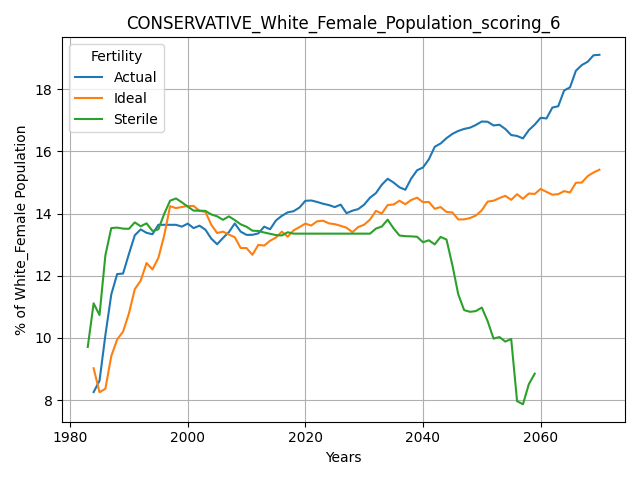 CONSERVATIVE_White_Female_Population_scoring_6
Fertility
Actual
Ideal
Sterile
% of White_Female Population
18
16
14
12
10
8
1980
2000
2020
2040
2060
Years